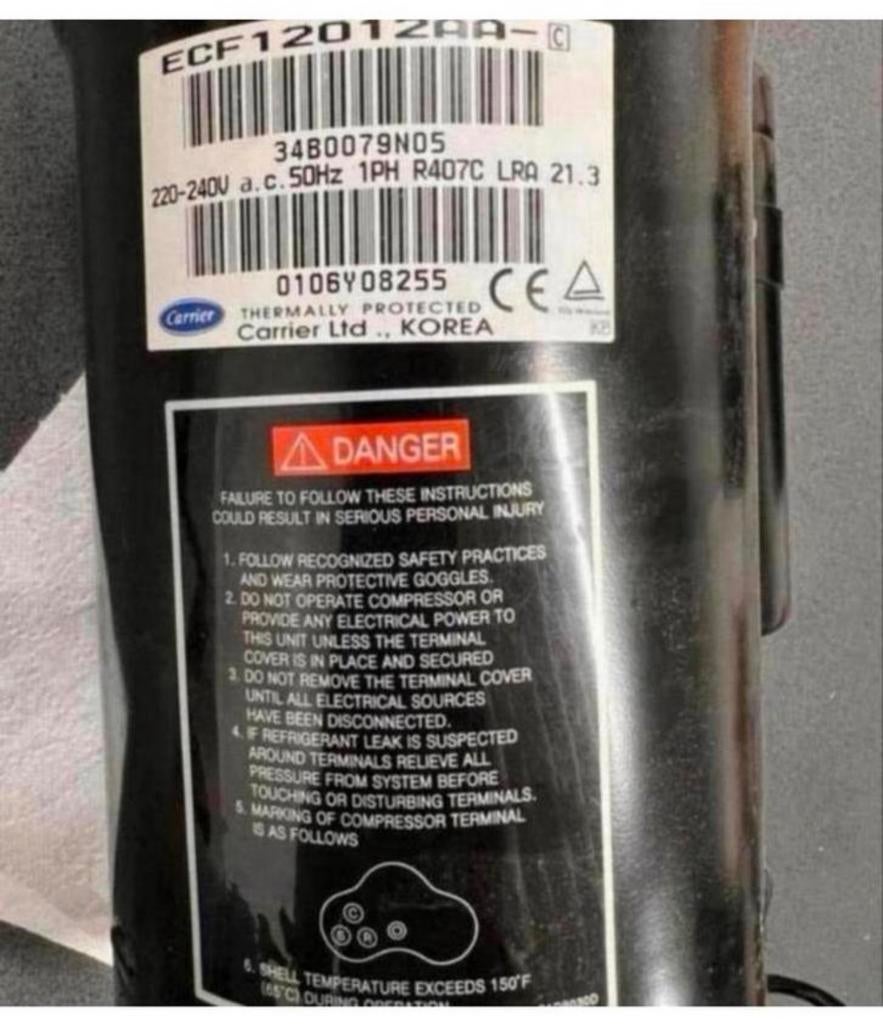 ECF12012AA-C
34B0079N05
220-240V a.c.50Hz 1PH R407C LRA 21.3
0106Y08255
CE
Carrier
THERMALLY PROTECTED
Carrier Ltd ., KOREA
DANGER
FAILURE TO FOLLOW THESE INSTRUCTIONS
COULD RESULT IN SERIOUS PERSONAL INJURY
1. FOLLOW RECOGNIZED SAFETY PRACTICES
AND WEAR PROTECTIVE GOGGLES.
2. DO NOT OPERATE COMPRESSOR OR
PROVIDE ANY ELECTRICAL POWER TO
THIS UNIT UNLESS THE TERMINAL
COVER IS IN PLACE AND SECURED
3. DO NOT REMOVE THE TERMINAL COVER
UNTIL ALL ELECTRICAL SOURCES
HAVE BEEN DISCONNECTED.
4. IF REFRIGERANT LEAK IS SUSPECTED
AROUND TERMINALS RELIEVE ALL
PRESSURE FROM SYSTEM BEFORE
TOUCHING OR DISTURBING TERMINALS.
5. MARKING OF COMPRESSOR TERMINAL
IS AS FOLLOWS
C
S R
6. SHELL TEMPERATURE EXCEEDS 150°F
(65°C) DURING OPERATION